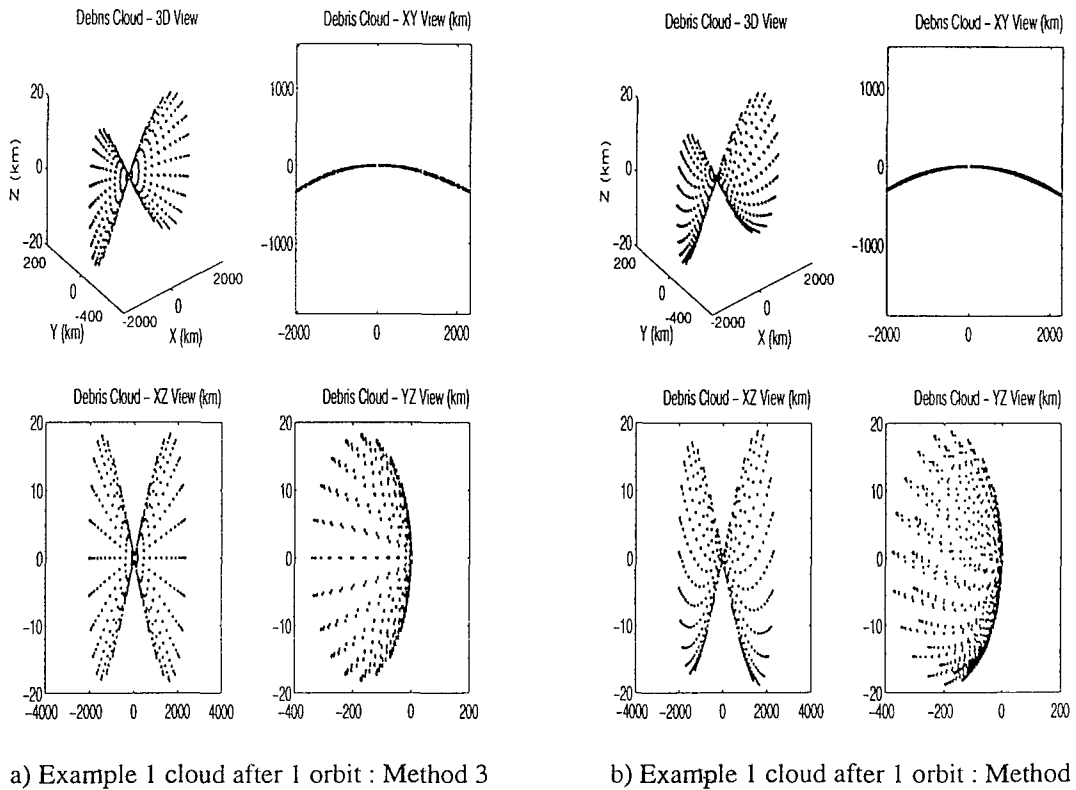 Debris Cloud – 3D View
Debris Cloud – XY View (km)
20
0
-20
Z (km)
200
0
-400
Y (km)
-2000
0
2000
X (km)
1000
0
-1000
-2000 0 2000
Debris Cloud – XZ View (km)
Debris Cloud – YZ View (km)
20
10
0
-10
-20
-4000 -2000 0 2000 4000
20
10
0
-10
-20
-400 -200 0 200
a) Example 1 cloud after 1 orbit : Method 3
Debris Cloud – 3D View
Debris Cloud – XY View (km)
20
0
-20
Z (km)
200
0
-400
Y (km)
-2000
0
2000
X (km)
1000
0
-1000
-2000 0 2000
Debris Cloud – XZ View (km)
Debris Cloud – YZ View (km)
20
10
0
-10
-20
-4000 -2000 0 2000 4000
20
10
0
-10
-20
-400 -200 0 200
b) Example 1 cloud after 1 orbit : Method